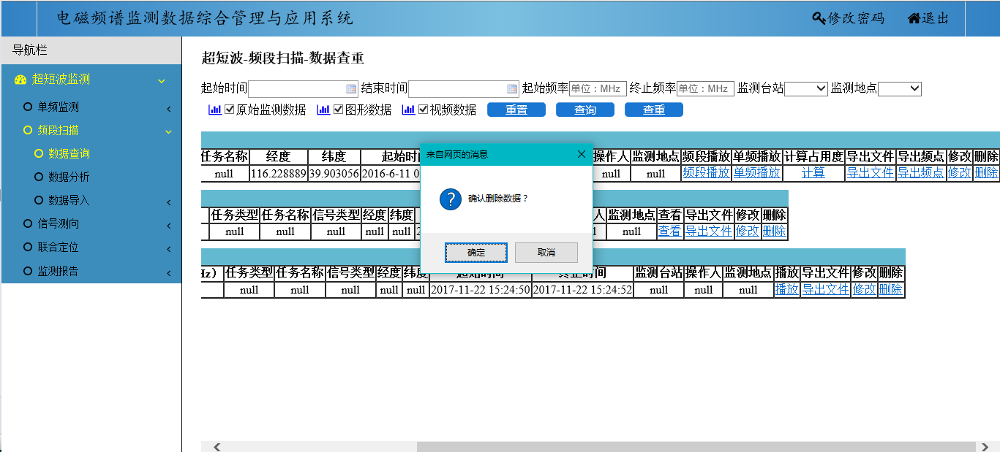 电磁频谱监测数据综合管理与应用系统 修改密码 退出
导航栏
超短波监测
单频监测
频段扫描
数据查询
数据分析
数据导入
信号测向
联合定位
监测报告
超短波-频段扫描-数据查重
起始时间 结束时间 起始频率 单位：MHz 终止频率 单位：MHz 监测台站 监测地点
原始监测数据 图形数据 视频数据 重置 查询 查重
任务名称 经度 纬度 起始时 操作人 监测地点 频段播放 单频播放 计算占用度 导出文件 导出频点 修改 删除
null 116.228889 39.903056 2016-6-11 0 null null 频段播放 单频播放 计算 导出文件 导出频点 修改 删除
任务类型 任务名称 信号类型 经度 纬度 人 监测地点 查看 导出文件 修改 删除
null null null null null null 查看 导出文件 修改 删除
Hz） 任务类型 任务名称 信号类型 经度 纬度 起始时间 终止时间 监测台站 操作人 监测地点 播放 导出文件 修改 删除
null null null null null 2017-11-22 15:24:50 2017-11-22 15:24:52 null null null 播放 导出文件 修改 删除
来自网页的消息
确认删除数据？
确定 取消